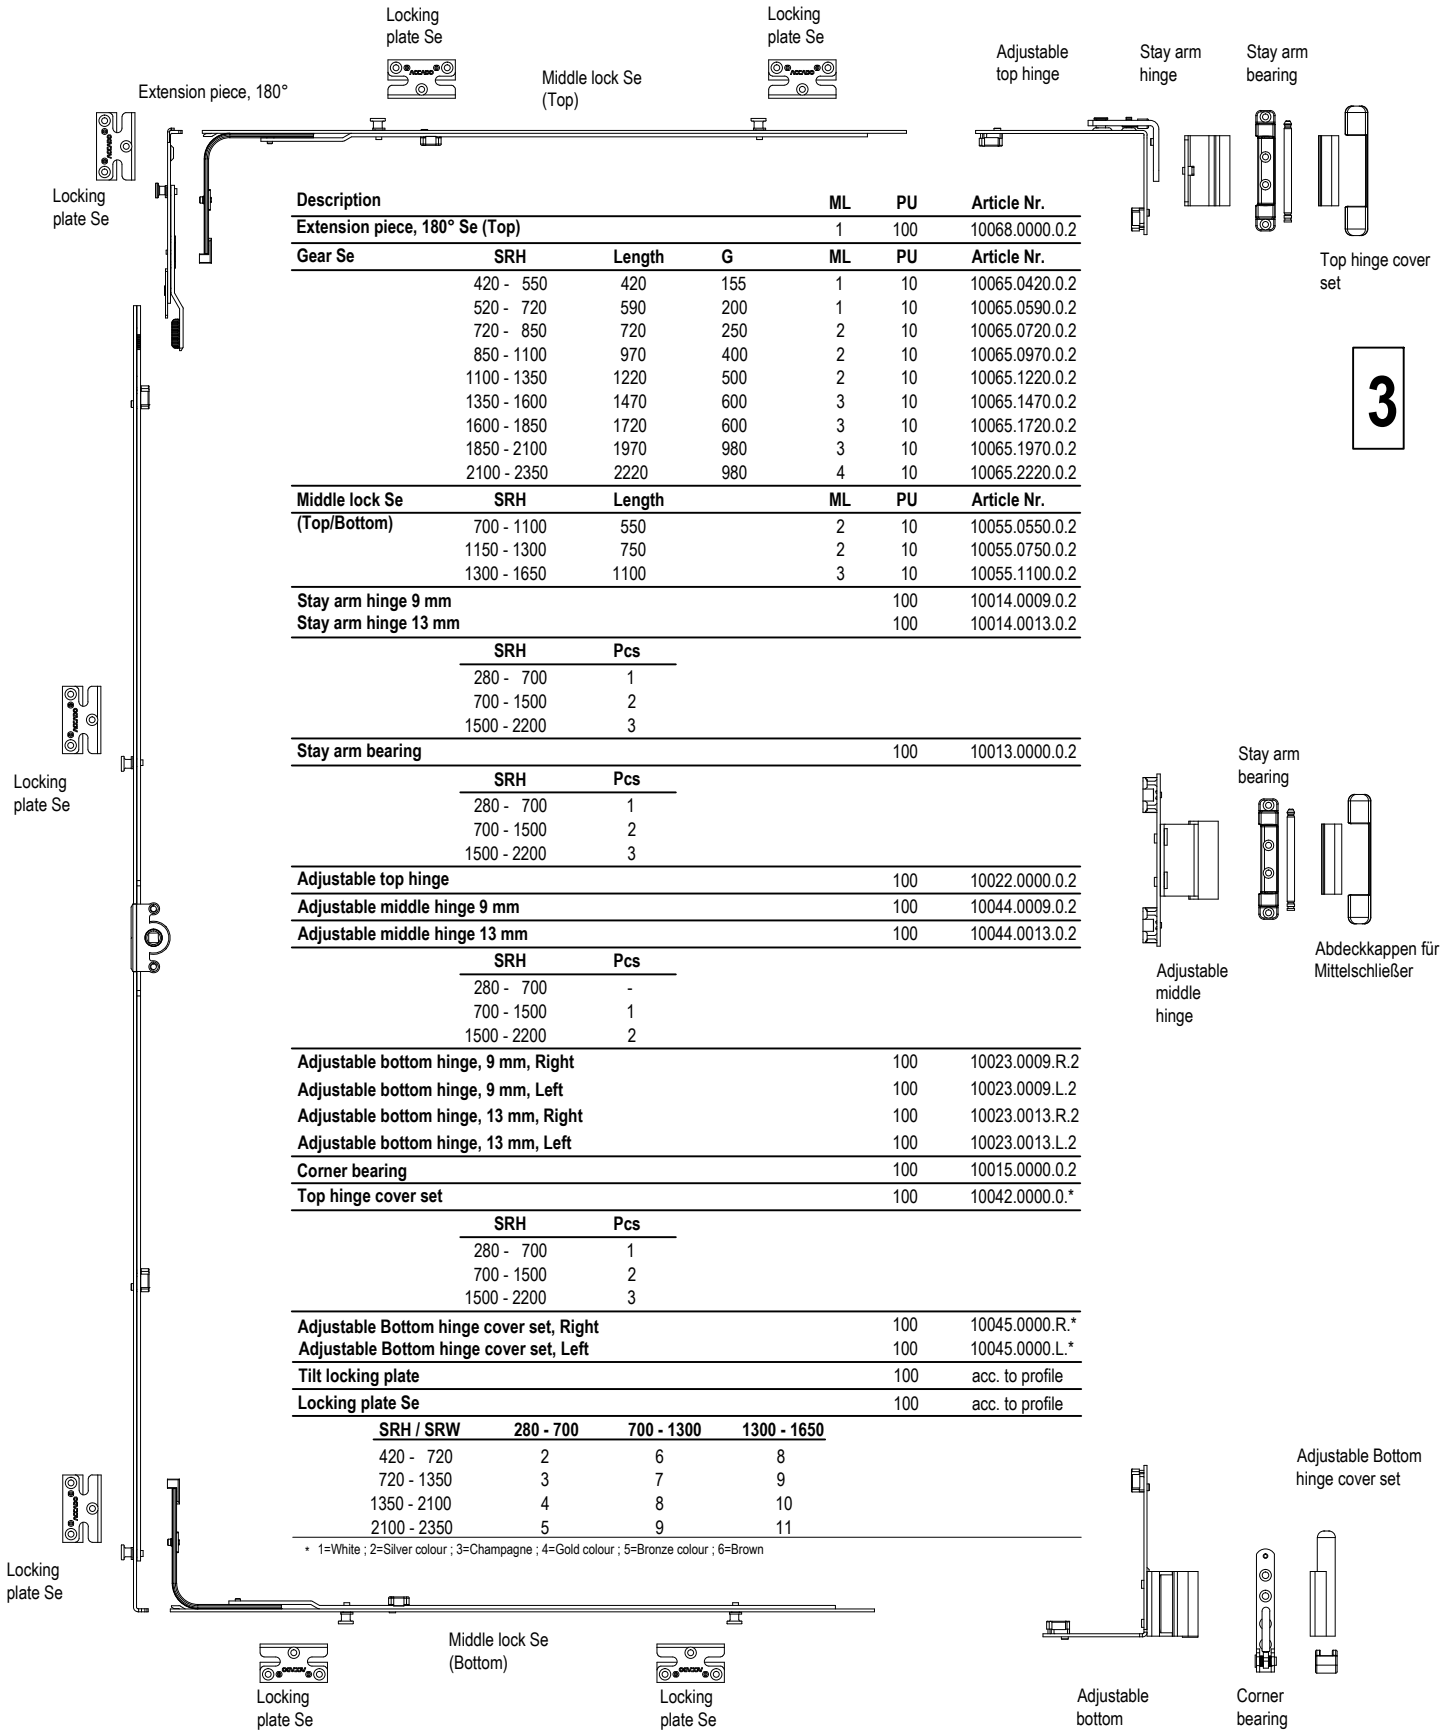 Locking
plate Se
Locking
plate Se
Extension piece, 180°
Middle lock Se
(Top)
Adjustable
top hinge
Stay arm
hinge
Stay arm
bearing
ACCADO
ACCADO
ACCADO
Locking
plate Se
Top hinge cover
set
3
Description ML PU Article Nr.
Extension piece, 180° Se (Top) 1 100 10068.0000.0.2
Gear Se SRH Length G ML PU Article Nr.
420 - 550 420 155 1 10 10065.0420.0.2
520 - 720 590 200 1 10 10065.0590.0.2
720 - 850 720 250 2 10 10065.0720.0.2
850 - 1100 970 400 2 10 10065.0970.0.2
1100 - 1350 1220 500 2 10 10065.1220.0.2
1350 - 1600 1470 600 3 10 10065.1470.0.2
1600 - 1850 1720 600 3 10 10065.1720.0.2
1850 - 2100 1970 980 3 10 10065.1970.0.2
2100 - 2350 2220 980 4 10 10065.2220.0.2
Middle lock Se SRH Length ML PU Article Nr.
(Top/Bottom) 700 - 1100 550 2 10 10055.0550.0.2
1150 - 1300 750 2 10 10055.0750.0.2
1300 - 1650 1100 3 10 10055.1100.0.2
Stay arm hinge 9 mm 100 10014.0009.0.2
Stay arm hinge 13 mm 100 10014.0013.0.2
SRH Pcs
280 - 700 1
700 - 1500 2
1500 - 2200 3
Stay arm bearing 100 10013.0000.0.2
SRH Pcs
280 - 700 1
700 - 1500 2
1500 - 2200 3
Adjustable top hinge 100 10022.0000.0.2
Adjustable middle hinge 9 mm 100 10044.0009.0.2
Adjustable middle hinge 13 mm 100 10044.0013.0.2
SRH Pcs
280 - 700 -
700 - 1500 1
1500 - 2200 2
Adjustable bottom hinge, 9 mm, Right 100 10023.0009.R.2
Adjustable bottom hinge, 9 mm, Left 100 10023.0009.L.2
Adjustable bottom hinge, 13 mm, Right 100 10023.0013.R.2
Adjustable bottom hinge, 13 mm, Left 100 10023.0013.L.2
Corner bearing 100 10015.0000.0.2
Top hinge cover set 100 10042.0000.0.*
SRH Pcs
280 - 700 1
700 - 1500 2
1500 - 2200 3
Adjustable Bottom hinge cover set, Right 100 10045.0000.R.*
Adjustable Bottom hinge cover set, Left 100 10045.0000.L.*
Tilt locking plate 100 acc. to profile
Locking plate Se 100 acc. to profile
SRH / SRW 280 - 700 700 - 1300 1300 - 1650
420 - 720 2 6 8
720 - 1350 3 7 9
1350 - 2100 4 8 10
2100 - 2350 5 9 11
* 1=White ; 2=Silver colour ; 3=Champagne ; 4=Gold colour ; 5=Bronze colour ; 6=Brown
ACCADO
Locking
plate Se
Stay arm
bearing
Adjustable
middle
hinge
Abdeckkappen für
Mittelschließer
ACCADO
Locking
plate Se
Adjustable Bottom
hinge cover set
Middle lock Se
(Bottom)
ACCADO
Locking
plate Se
ACCADO
Locking
plate Se
Adjustable
bottom
Corner
bearing